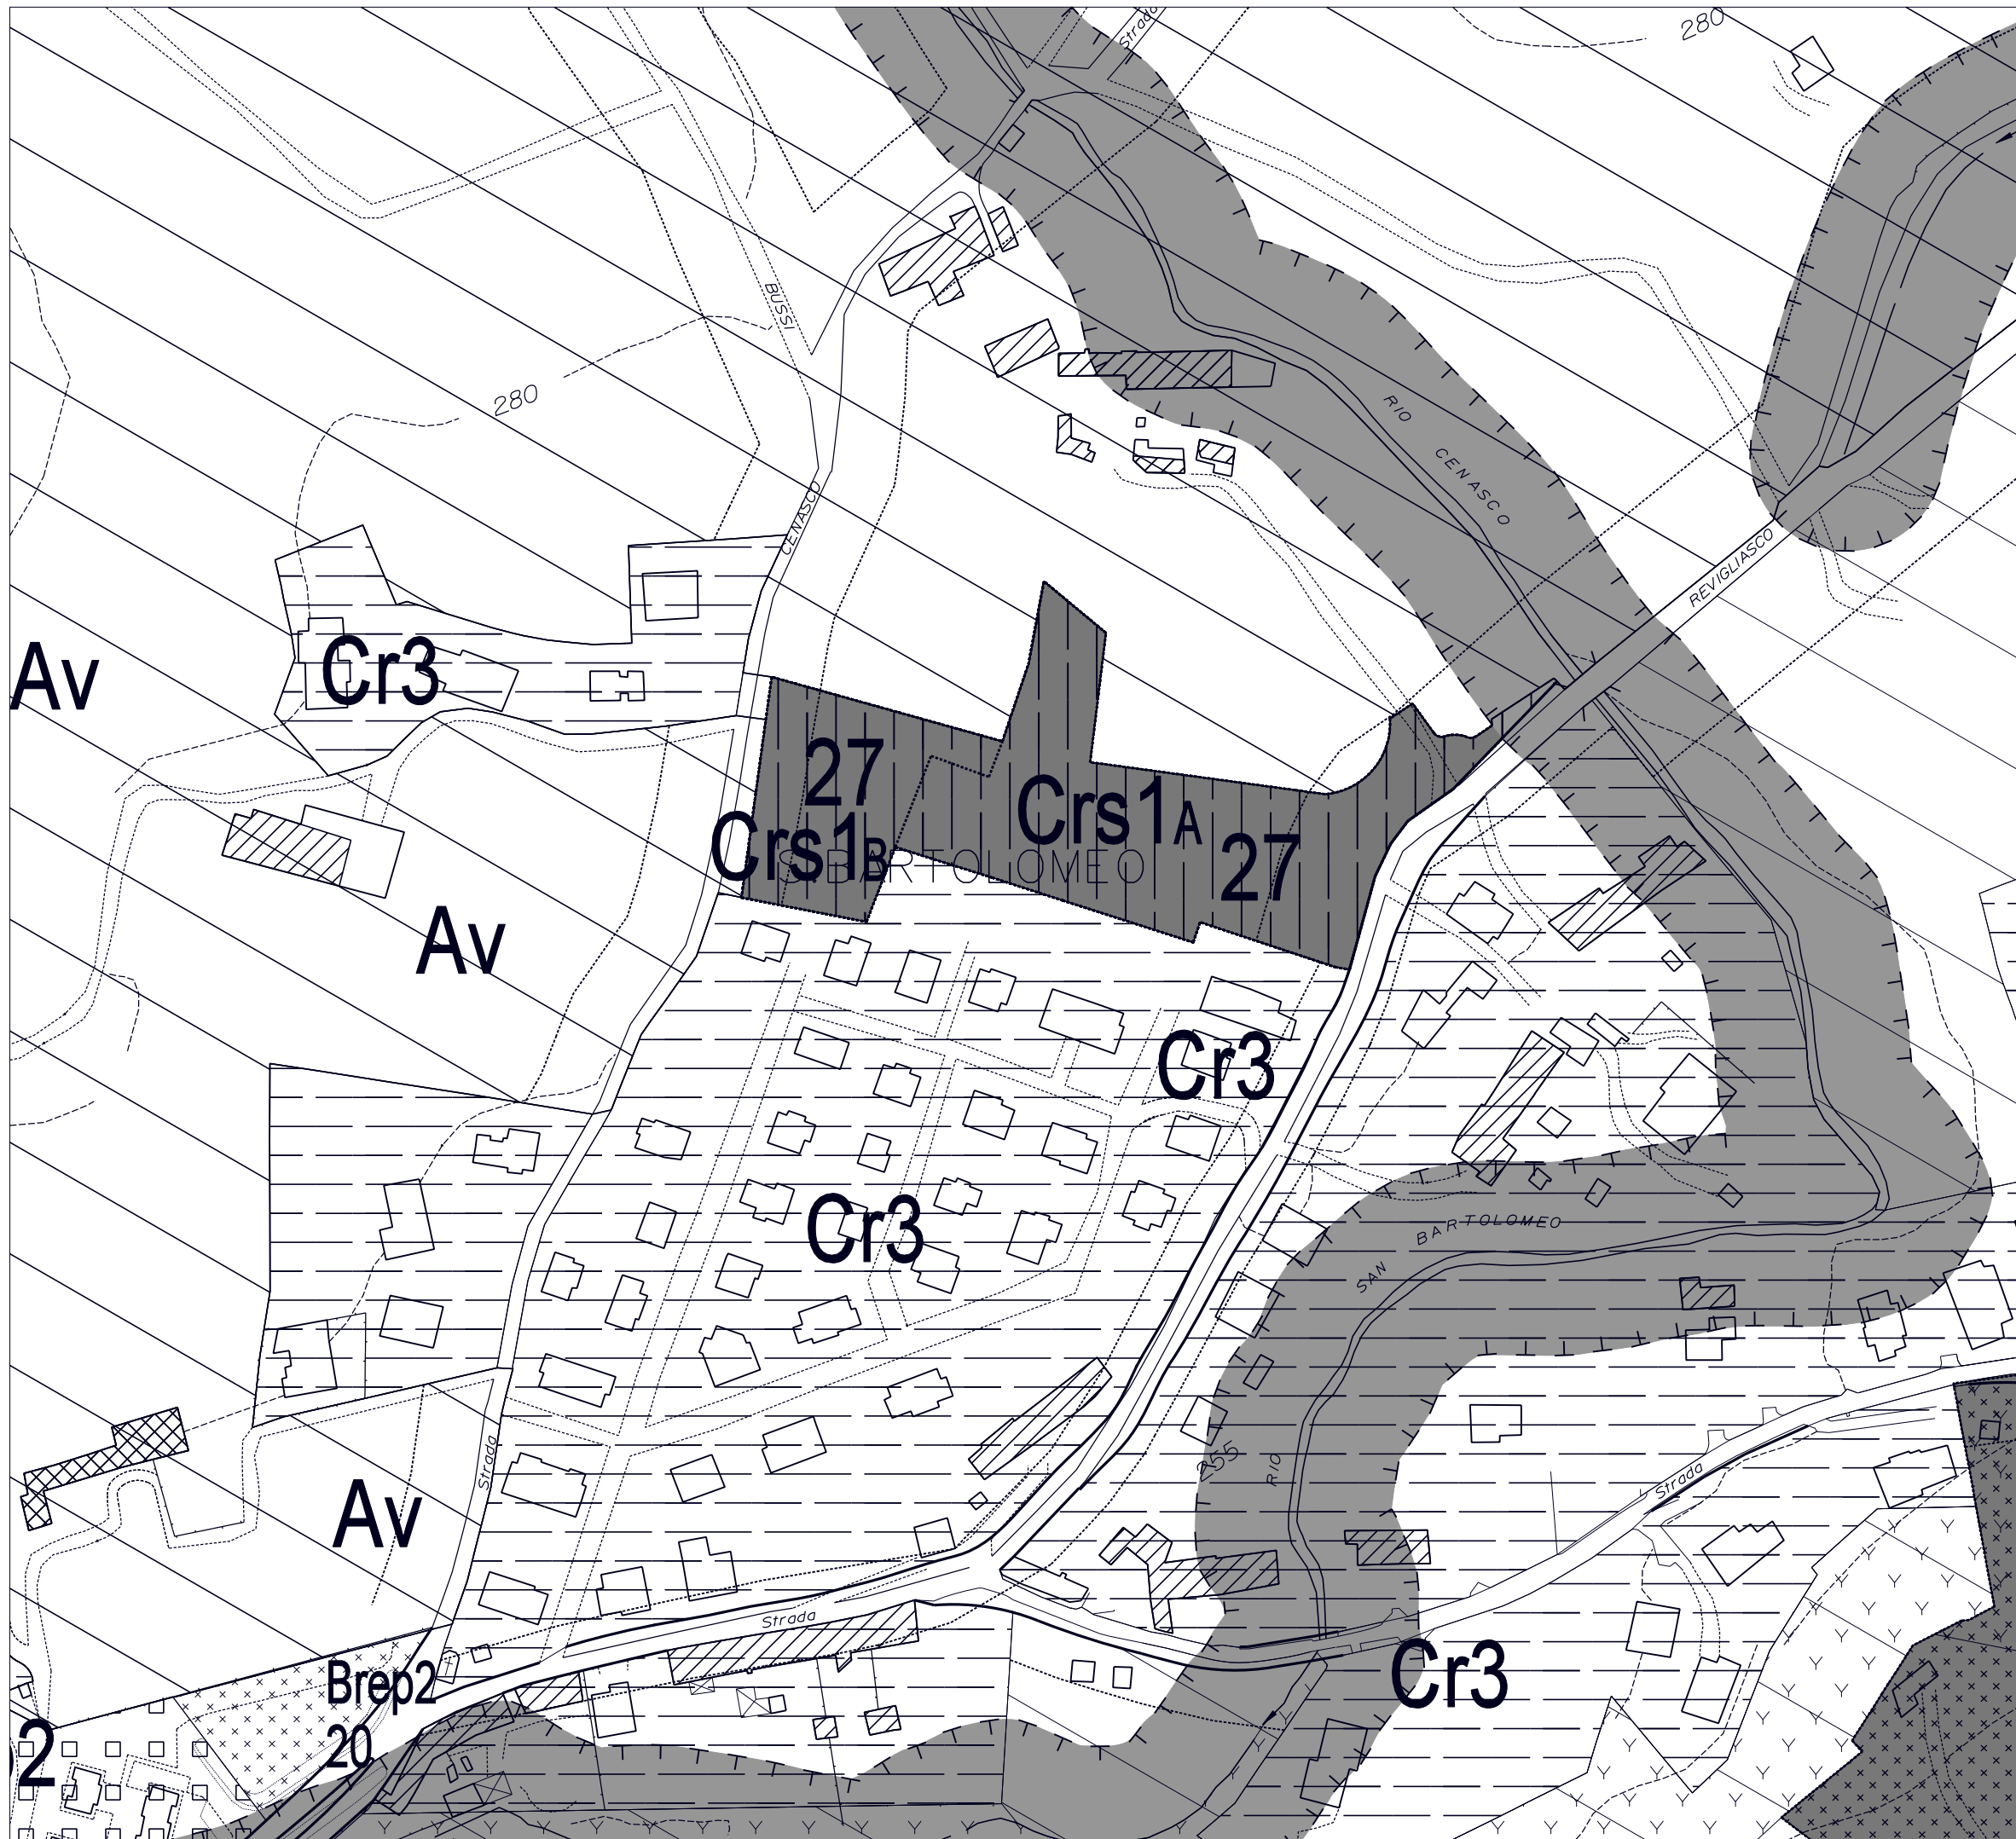 Strada
280
BUSSI
280
RIO CENASCO
CENASCO
REVIGLIASCO
Av
Cr3
27
Crs1A
Crs1B
27
S. BARTOLOMEO
Av
Cr3
Cr3
RIO SAN BARTOLOMEO
255
Strada
Strada
Av
Strada
Cr3
Brep2
20
2